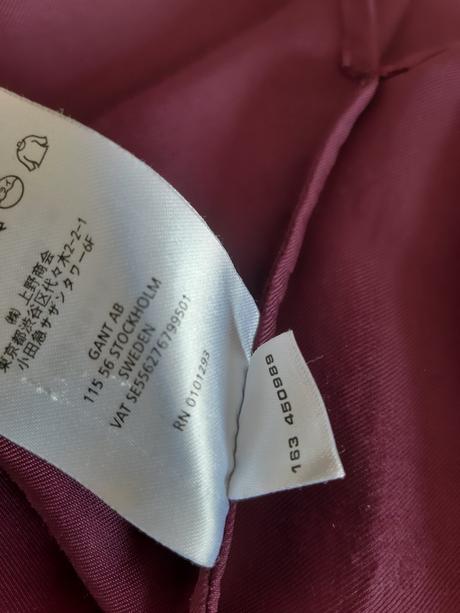 ㈱ 上野商会
東京都渋谷区代々木2-2-1
小田急サザンタワー6F
GANT AB
115 56 STOCKHOLM
SWEDEN
VAT SE556276799501
RN 0101293
163 450989